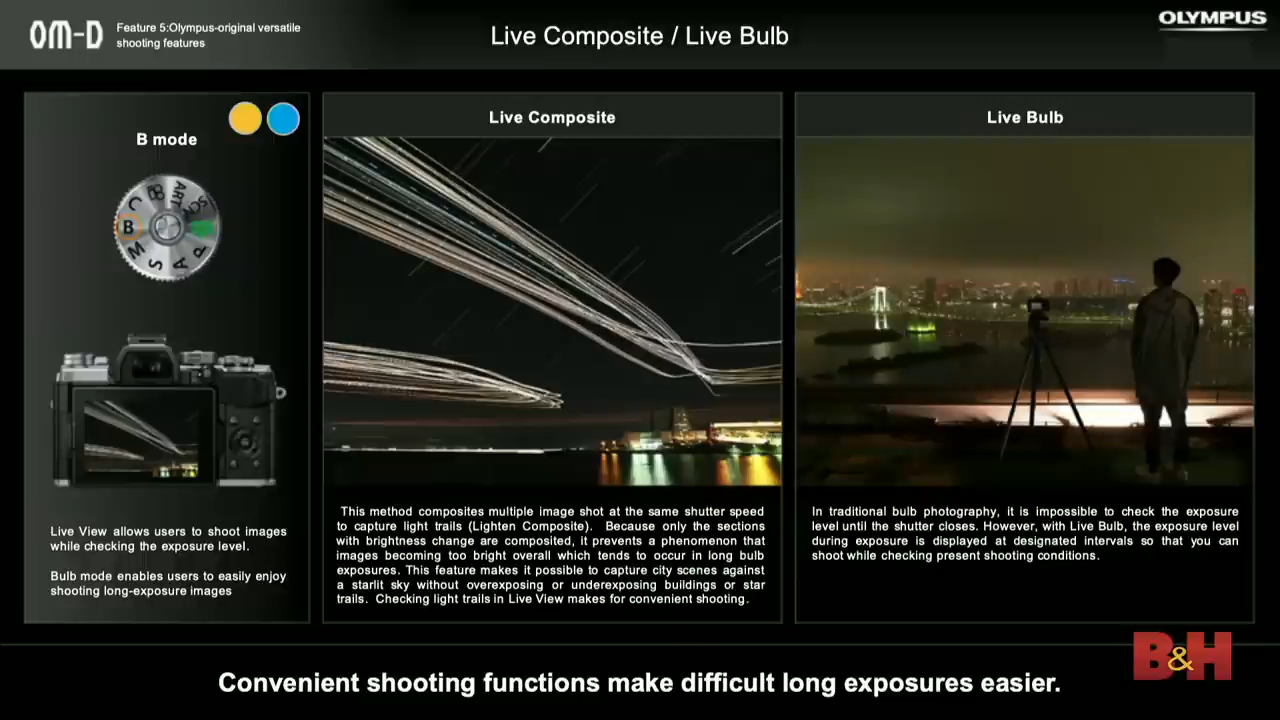 OM-D
Feature 5:Olympus-original versatile
shooting features
Live Composite / Live Bulb
OLYMPUS
B mode
C
ART
SCN
B
M
S
A
P
Live View allows users to shoot images
while checking the exposure level.
Bulb mode enables users to easily enjoy
shooting long-exposure images
Live Composite
This method composites multiple image shot at the same shutter speed
to capture light trails (Lighten Composite). Because only the sections
with brightness change are composited, it prevents a phenomenon that
images becoming too bright overall which tends to occur in long bulb
exposures. This feature makes it possible to capture city scenes against
a starlit sky without overexposing or underexposing buildings or star
trails. Checking light trails in Live View makes for convenient shooting.
Live Bulb
In traditional bulb photography, it is impossible to check the exposure
level until the shutter closes. However, with Live Bulb, the exposure level
during exposure is displayed at designated intervals so that you can
shoot while checking present shooting conditions.
B&H
Convenient shooting functions make difficult long exposures easier.